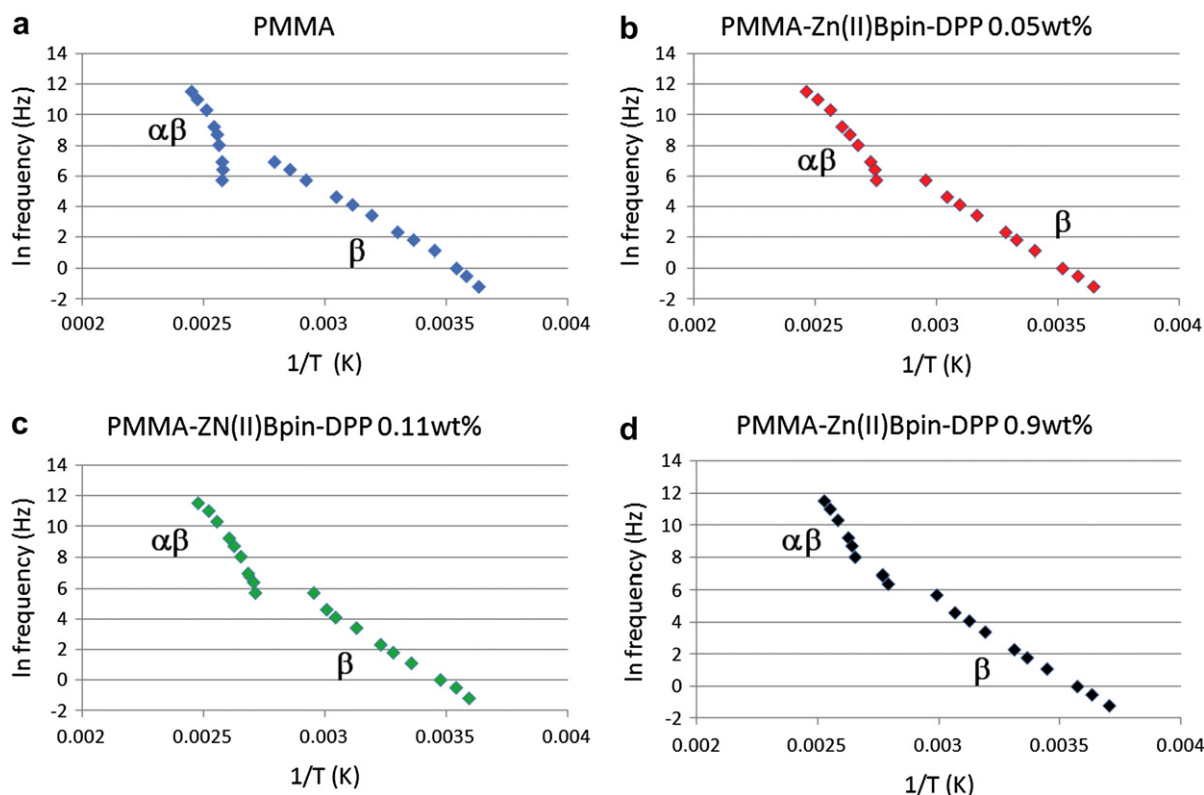 a
PMMA
ln frequency (Hz)
14
12
10
8
6
4
2
0
-2
αβ
β
0002
0.0025
0.003
0.0035
0.004
1/T (K)
b
PMMA-Zn(II)Bpin-DPP 0.05wt%
ln frequency (Hz)
14
12
10
8
6
4
2
0
-2
αβ
β
0.002
0.0025
0.003
0.0035
0.004
1/T (K)
c
PMMA-ZN(II)Bpin-DPP 0.11wt%
ln frequency (Hz)
14
12
10
8
6
4
2
0
-2
αβ
β
0.002
0.0025
0.003
0.0035
0.004
1/T (K)
d
PMMA-Zn(II)Bpin-DPP 0.9wt%
ln frequency (Hz)
14
12
10
8
6
4
2
0
-2
αβ
β
0.002
0.0025
0.003
0.0035
0.004
1/T (K)